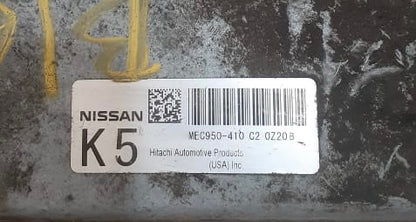 NISSAN
K5
MEC950-410 C2 0Z20B
Hitachi Automotive Products
(USA) Inc